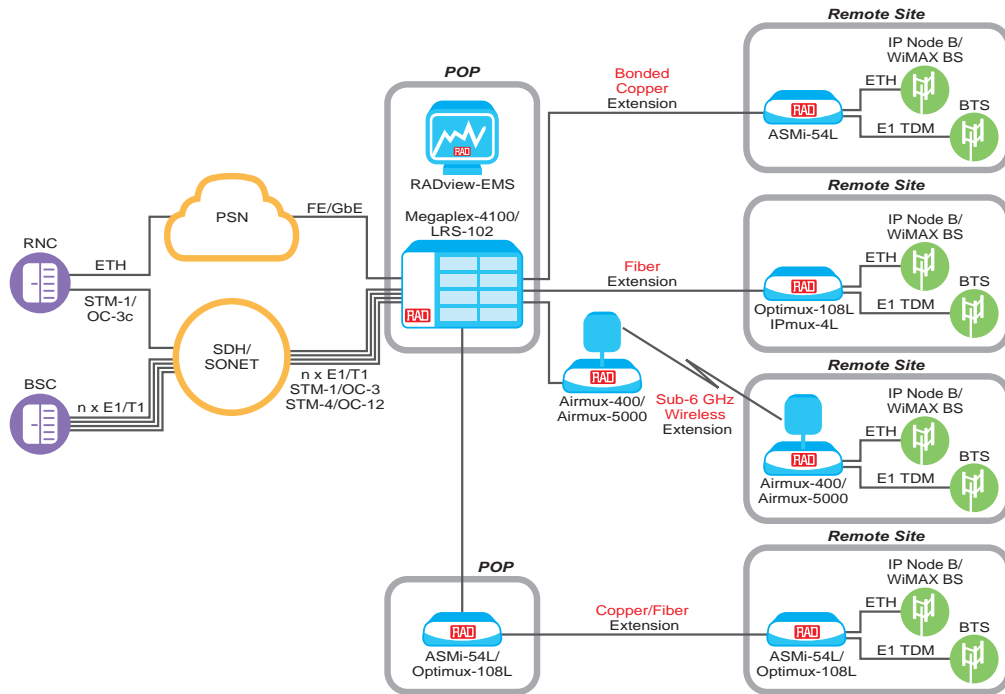 Remote Site
IP Node B/
WiMAX BS
ETH
BTS
E1 TDM
RAD
ASMi-54L
Bonded
Copper
Extension
POP
RAD
RADview-EMS
Megaplex-4100/
LRS-102
RAD
PSN
FE/GbE
RNC
ETH
STM-1/
OC-3c
SDH/
SONET
n x E1/T1
STM-1/OC-3
STM-4/OC-12
BSC
n x E1/T1
Fiber
Extension
Remote Site
IP Node B/
WiMAX BS
ETH
BTS
E1 TDM
RAD
Optimux-108L
IPmux-4L
RAD
Airmux-400/
Airmux-5000
Sub-6 GHz
Wireless
Extension
Remote Site
IP Node B/
WiMAX BS
ETH
BTS
E1 TDM
RAD
Airmux-400/
Airmux-5000
POP
RAD
ASMi-54L/
Optimux-108L
Copper/Fiber
Extension
Remote Site
IP Node B/
WiMAX BS
ETH
BTS
E1 TDM
RAD
ASMi-54L/
Optimux-108L